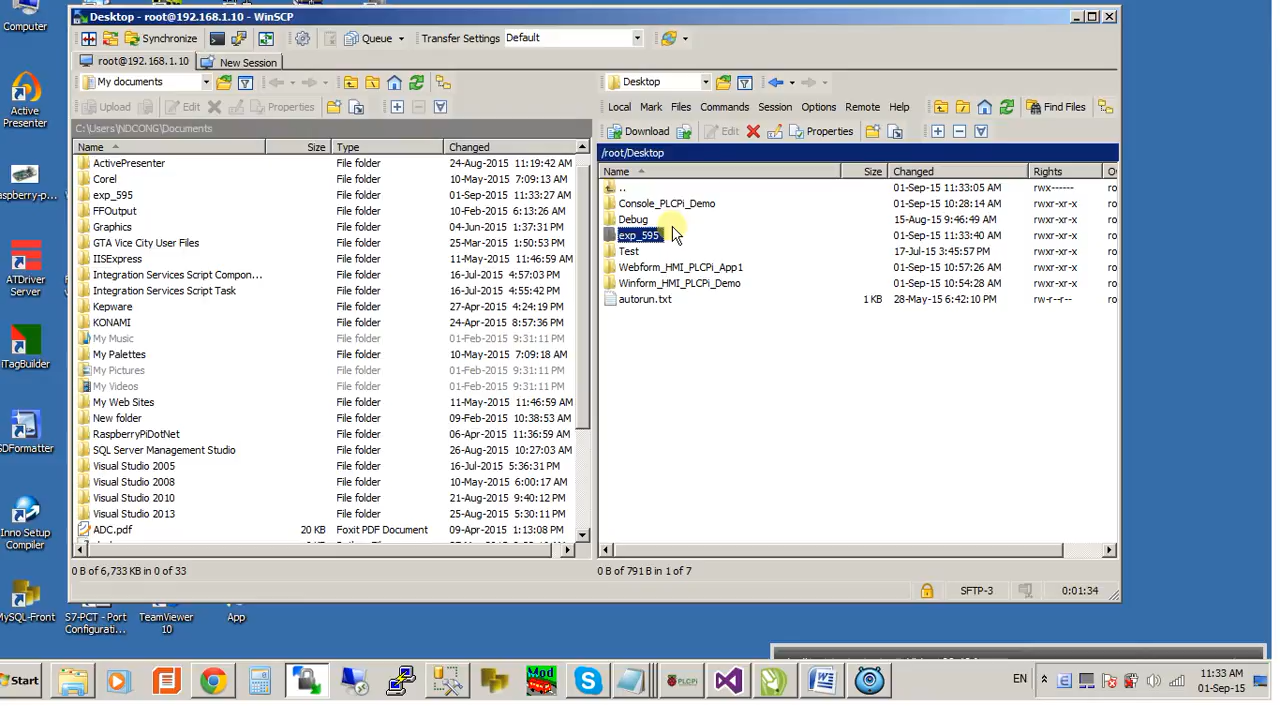 Computer
Active
Presenter
raspberry-p...
ATDriver
Server
iTagBuilder
SDFormatter
Inno Setup
Compiler
MySQL-Front
S7-PCT - Port
Configurati...
TeamViewer
10
App
Desktop - root@192.168.1.10 - WinSCP
Synchronize
Queue
Transfer Settings
Default
root@192.168.1.10
New Session
My documents
Upload
Edit
Properties
C:\Users\NDCONG\Documents
Name Size Type Changed
ActivePresenter File folder 24-Aug-2015 11:19:42 AM
Corel File folder 10-May-2015 7:09:13 AM
exp_595 File folder 01-Sep-2015 11:33:27 AM
FFOutput File folder 10-Feb-2015 6:13:26 AM
Graphics File folder 04-Jun-2015 1:37:31 PM
GTA Vice City User Files File folder 25-Mar-2015 1:50:53 PM
IISExpress File folder 11-May-2015 11:46:59 AM
Integration Services Script Compon... File folder 16-Jul-2015 4:57:03 PM
Integration Services Script Task File folder 16-Jul-2015 4:55:42 PM
Kepware File folder 27-Apr-2015 4:24:19 PM
KONAMI File folder 24-Apr-2015 8:57:36 PM
My Music File folder 01-Feb-2015 9:31:11 PM
My Palettes File folder 10-May-2015 7:09:18 AM
My Pictures File folder 01-Feb-2015 9:31:11 PM
My Videos File folder 01-Feb-2015 9:31:11 PM
My Web Sites File folder 11-May-2015 11:46:59 AM
New folder File folder 09-Feb-2015 10:38:53 AM
RaspberryPiDotNet File folder 06-Apr-2015 11:36:59 AM
SQL Server Management Studio File folder 26-Aug-2015 10:27:03 AM
Visual Studio 2005 File folder 16-Jul-2015 5:36:31 PM
Visual Studio 2008 File folder 10-May-2015 6:00:17 AM
Visual Studio 2010 File folder 21-Aug-2015 9:40:12 PM
Visual Studio 2013 File folder 25-Aug-2015 5:30:11 PM
ADC.pdf 20 KB Foxit PDF Document 09-Apr-2015 1:13:08 PM
0 B of 6,733 KB in 0 of 33
Desktop
Local Mark Files Commands Session Options Remote Help
Find Files
Download
Edit
Properties
/root/Desktop
Name Size Changed Rights O
.. 01-Sep-15 11:33:05 AM rwx------ ro
Console_PLCPi_Demo 01-Sep-15 10:28:14 AM rwxr-xr-x ro
Debug 15-Aug-15 9:46:49 AM rwxr-xr-x ro
exp_595 01-Sep-15 11:33:40 AM rwxr-xr-x ro
Test 17-Jul-15 3:45:57 PM rwxr-xr-x ro
Webform_HMI_PLCPi_App1 01-Sep-15 10:57:26 AM rwxr-xr-x ro
Winform_HMI_PLCPi_Demo 01-Sep-15 10:54:28 AM rwxr-xr-x ro
autorun.txt 1 KB 28-May-15 6:42:10 PM rw-r--r-- ro
0 B of 791 B in 1 of 7
SFTP-3
0:01:34
Start
Mod
PLCPi
EN
11:33 AM
01-Sep-15